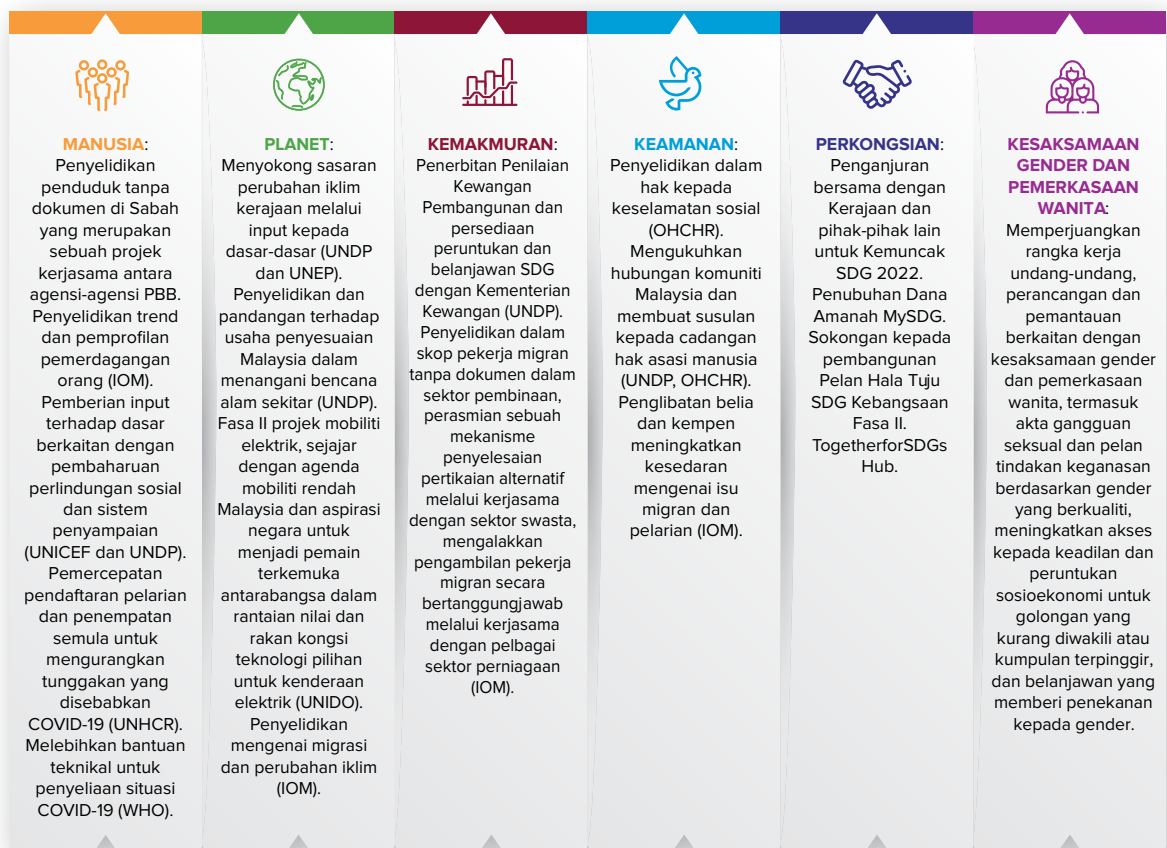 MANUSIA:
Penyelidikan
penduduk tanpa
dokumen di Sabah
yang merupakan
sebuah projek
kerjasama antara
agensi-agensi PBB.
Penyelidikan trend
dan pemprofilan
pemerdagangan
orang (IOM).
Pemberian input
terhadap dasar
berkaitan dengan
pembaharuan
perlindungan sosial
dan sistem
penyampaian
(UNICEF dan UNDP).
Pemercepatan
pendaftaran pelarian
dan penempatan
semula untuk
mengurangkan
tunggakan yang
disebabkan
COVID-19 (UNHCR).
Melebihkan bantuan
teknikal untuk
penyeliaan situasi
COVID-19 (WHO).
PLANET:
Menyokong sasaran
perubahan iklim
kerajaan melalui
input kepada
dasar-dasar (UNDP
dan UNEP).
Penyelidikan dan
pandangan terhadap
usaha penyesuaian
Malaysia dalam
menangani bencana
alam sekitar (UNDP).
Fasa II projek mobiliti
elektrik, sejajar
dengan agenda
mobiliti rendah
Malaysia dan aspirasi
negara untuk
menjadi pemain
terkemuka
antarabangsa dalam
rantaian nilai dan
rakan kongsi
teknologi pilihan
untuk kenderaan
elektrik (UNIDO).
Penyelidikan
mengenai migrasi
dan perubahan iklim
(IOM).
KEMAKMURAN:
Penerbitan Penilaian
Kewangan
Pembangunan dan
persediaan
peruntukan dan
belanjawan SDG
dengan Kementerian
Kewangan (UNDP).
Penyelidikan dalam
skop pekerja migran
tanpa dokumen dalam
sektor pembinaan,
perasmian sebuah
mekanisme
penyelesaian
pertikaian alternatif
melalui kerjasama
dengan sektor swasta,
mengalakkan
pengambilan pekerja
migran secara
bertanggungjawab
melalui kerjasama
dengan pelbagai
sektor perniagaan
(IOM).
KEAMANAN:
Penyelidikan dalam
hak kepada
keselamatan sosial
(OHCHR).
Mengukuhkan
hubungan komuniti
Malaysia dan
membuat susulan
kepada cadangan
hak asasi manusia
(UNDP, OHCHR).
Penglibatan belia
dan kempen
meningkatkan
kesedaran
mengenai isu
migran dan
pelarian (IOM).
PERKONGSIAN:
Penganjuran
bersama dengan
Kerajaan dan
pihak-pihak lain
untuk Kemuncak
SDG 2022.
Penubuhan Dana
Amanah MySDG.
Sokongan kepada
pembangunan
Pelan Hala Tuju
SDG Kebangsaan
Fasa II.
TogetherforSDGs
Hub.
KESAKSAMAAN
GENDER DAN
PEMERKASAAN
WANITA:
Memperjuangkan
rangka kerja
undang-undang,
perancangan dan
pemantauan
berkaitan dengan
kesaksamaan gender
dan pemerkasaan
wanita, termasuk
akta gangguan
seksual dan pelan
tindakan keganasan
berdasarkan gender
yang berkualiti,
meningkatkan akses
kepada keadilan dan
peruntukan
sosioekonomi untuk
golongan yang
kurang diwakili atau
kumpulan terpinggir,
dan belanjawan yang
memberi penekanan
kepada gender.